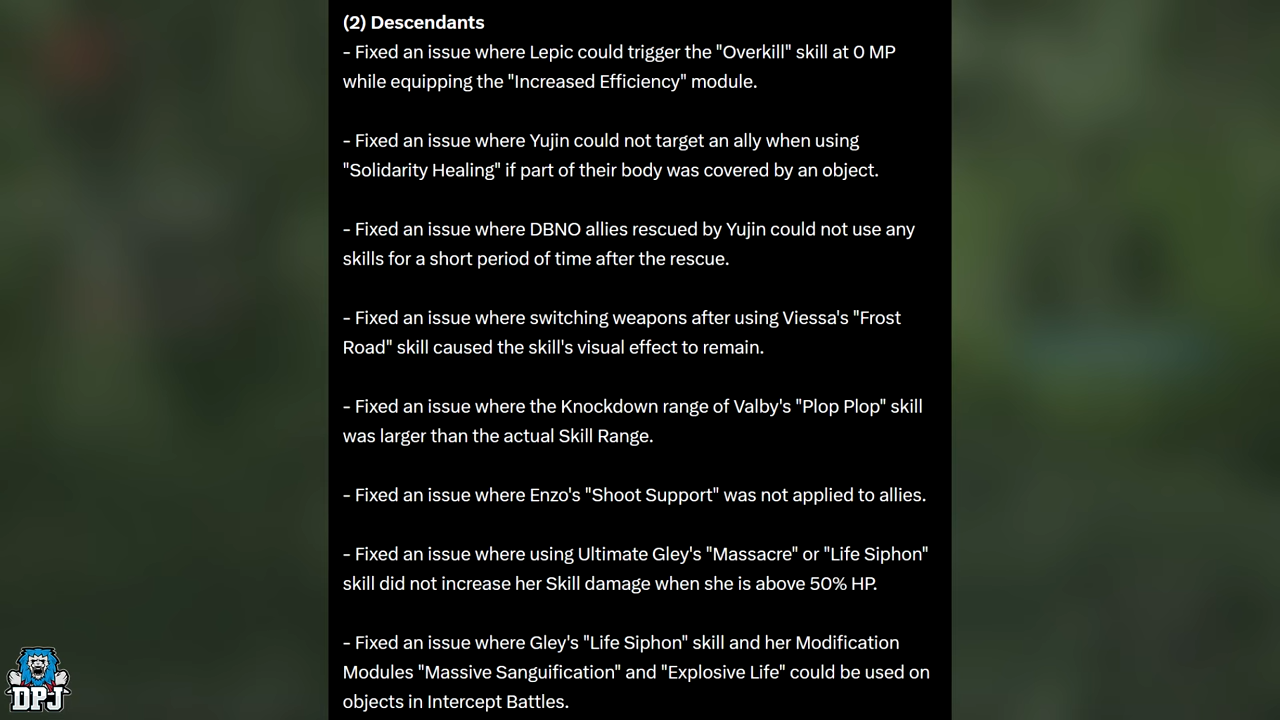 (2) Descendants
- Fixed an issue where Lepic could trigger the "Overkill" skill at 0 MP
while equipping the "Increased Efficiency" module.
- Fixed an issue where Yujin could not target an ally when using
"Solidarity Healing" if part of their body was covered by an object.
- Fixed an issue where DBNO allies rescued by Yujin could not use any
skills for a short period of time after the rescue.
- Fixed an issue where switching weapons after using Viessa's "Frost
Road" skill caused the skill's visual effect to remain.
- Fixed an issue where the Knockdown range of Valby's "Plop Plop" skill
was larger than the actual Skill Range.
- Fixed an issue where Enzo's "Shoot Support" was not applied to allies.
- Fixed an issue where using Ultimate Gley's "Massacre" or "Life Siphon"
skill did not increase her Skill damage when she is above 50% HP.
- Fixed an issue where Gley's "Life Siphon" skill and her Modification
Modules "Massive Sanguification" and "Explosive Life" could be used on
objects in Intercept Battles.
DPJ